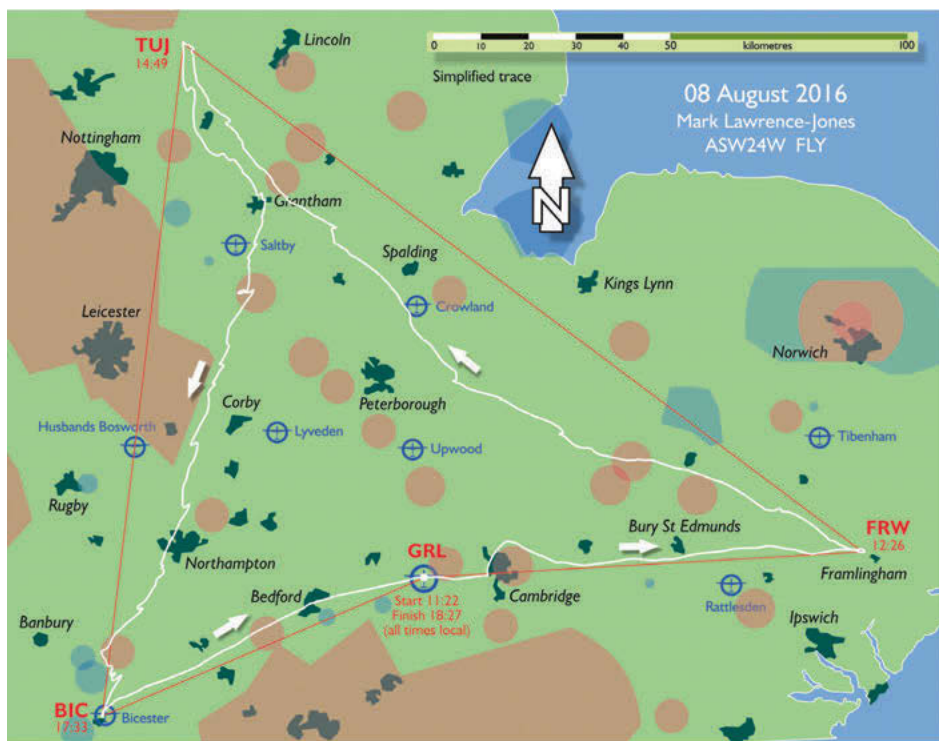 TUJ
14:49
Lincoln
0 10 20 30 40 50 kilometres 100
Simplified trace
08 August 2016
Mark Lawrence-Jones
ASW24W FLY
Nottingham
N
Grantham
Saltby
Spalding
Kings Lynn
Crowland
Leicester
Norwich
Peterborough
Corby
Husbands Bosworth
Lyveden
Upwood
Tibenham
Rugby
Bury St Edmunds
FRW
12:26
Northampton
GRL
Framlingham
Bedford
Start 11:22
Finish 18:27
(all times local)
Cambridge
Rattlesden
Banbury
Ipswich
BIC
17:33
Bicester